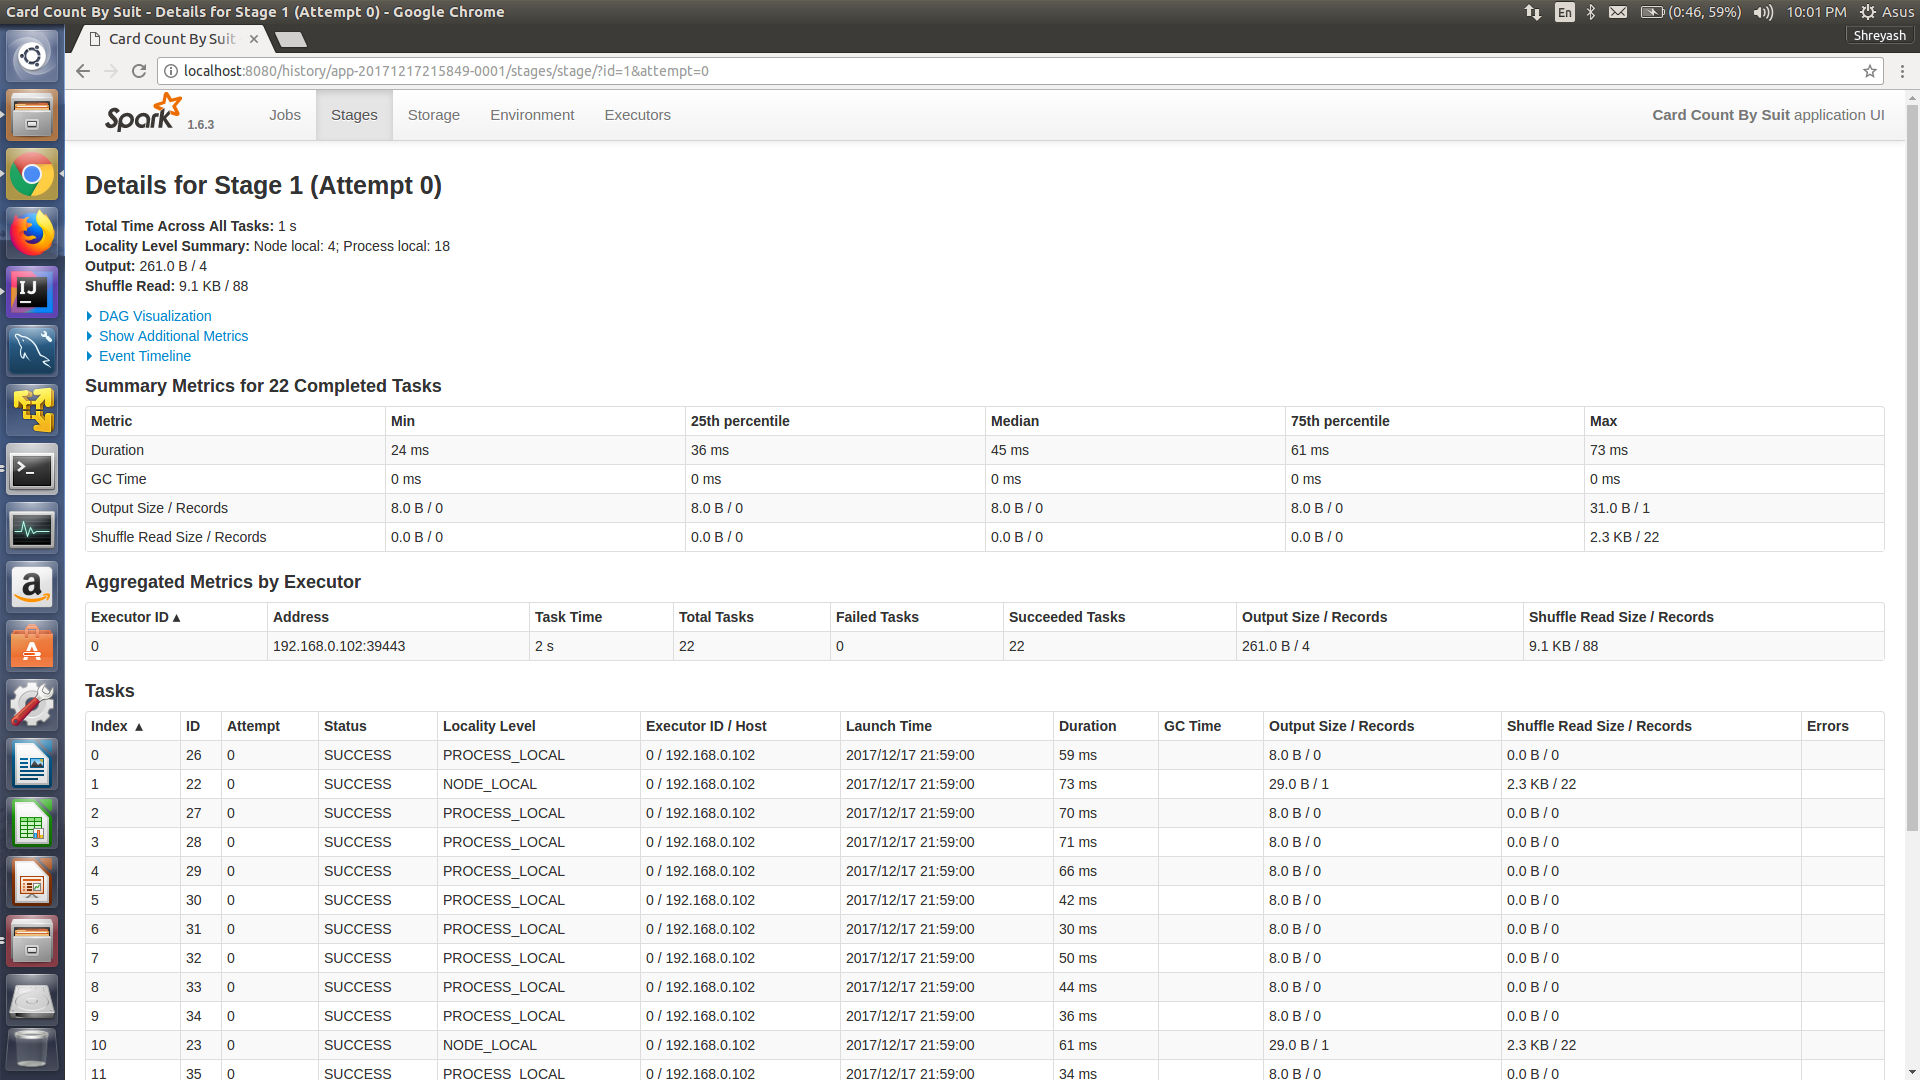 Card Count By Suit - Details for Stage 1 (Attempt 0) - Google Chrome
En
(0:46, 59%)
10:01 PM
Asus
Card Count By Suit
Shreyash
localhost:8080/history/app-20171217215849-0001/stages/stage/?id=1&attempt=0
Spark 1.6.3 Jobs Stages Storage Environment Executors Card Count By Suit application UI
Details for Stage 1 (Attempt 0)
Total Time Across All Tasks: 1 s
Locality Level Summary: Node local: 4; Process local: 18
Output: 261.0 B / 4
Shuffle Read: 9.1 KB / 88
DAG Visualization
Show Additional Metrics
Event Timeline
Summary Metrics for 22 Completed Tasks
Metric Min 25th percentile Median 75th percentile Max
Duration 24 ms 36 ms 45 ms 61 ms 73 ms
GC Time 0 ms 0 ms 0 ms 0 ms 0 ms
Output Size / Records 8.0 B / 0 8.0 B / 0 8.0 B / 0 8.0 B / 0 31.0 B / 1
Shuffle Read Size / Records 0.0 B / 0 0.0 B / 0 0.0 B / 0 0.0 B / 0 2.3 KB / 22
Aggregated Metrics by Executor
Executor ID ▴ Address Task Time Total Tasks Failed Tasks Succeeded Tasks Output Size / Records Shuffle Read Size / Records
0 192.168.0.102:39443 2 s 22 0 22 261.0 B / 4 9.1 KB / 88
Tasks
Index ▴ ID Attempt Status Locality Level Executor ID / Host Launch Time Duration GC Time Output Size / Records Shuffle Read Size / Records Errors
0 26 0 SUCCESS PROCESS_LOCAL 0 / 192.168.0.102 2017/12/17 21:59:00 59 ms 8.0 B / 0 0.0 B / 0
1 22 0 SUCCESS NODE_LOCAL 0 / 192.168.0.102 2017/12/17 21:59:00 73 ms 29.0 B / 1 2.3 KB / 22
2 27 0 SUCCESS PROCESS_LOCAL 0 / 192.168.0.102 2017/12/17 21:59:00 70 ms 8.0 B / 0 0.0 B / 0
3 28 0 SUCCESS PROCESS_LOCAL 0 / 192.168.0.102 2017/12/17 21:59:00 71 ms 8.0 B / 0 0.0 B / 0
4 29 0 SUCCESS PROCESS_LOCAL 0 / 192.168.0.102 2017/12/17 21:59:00 66 ms 8.0 B / 0 0.0 B / 0
5 30 0 SUCCESS PROCESS_LOCAL 0 / 192.168.0.102 2017/12/17 21:59:00 42 ms 8.0 B / 0 0.0 B / 0
6 31 0 SUCCESS PROCESS_LOCAL 0 / 192.168.0.102 2017/12/17 21:59:00 30 ms 8.0 B / 0 0.0 B / 0
7 32 0 SUCCESS PROCESS_LOCAL 0 / 192.168.0.102 2017/12/17 21:59:00 50 ms 8.0 B / 0 0.0 B / 0
8 33 0 SUCCESS PROCESS_LOCAL 0 / 192.168.0.102 2017/12/17 21:59:00 44 ms 8.0 B / 0 0.0 B / 0
9 34 0 SUCCESS PROCESS_LOCAL 0 / 192.168.0.102 2017/12/17 21:59:00 36 ms 8.0 B / 0 0.0 B / 0
10 23 0 SUCCESS NODE_LOCAL 0 / 192.168.0.102 2017/12/17 21:59:00 61 ms 29.0 B / 1 2.3 KB / 22
11 35 0 SUCCESS PROCESS_LOCAL 0 / 192.168.0.102 2017/12/17 21:59:00 34 ms 8.0 B / 0 0.0 B / 0